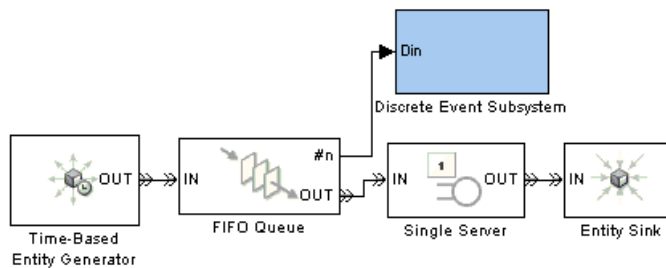 Din
Discrete Event Subsystem
OUT
Time-Based
Entity Generator
IN
#n
OUT
FIFO Queue
IN
1
OUT
Single Server
IN
Entity Sink